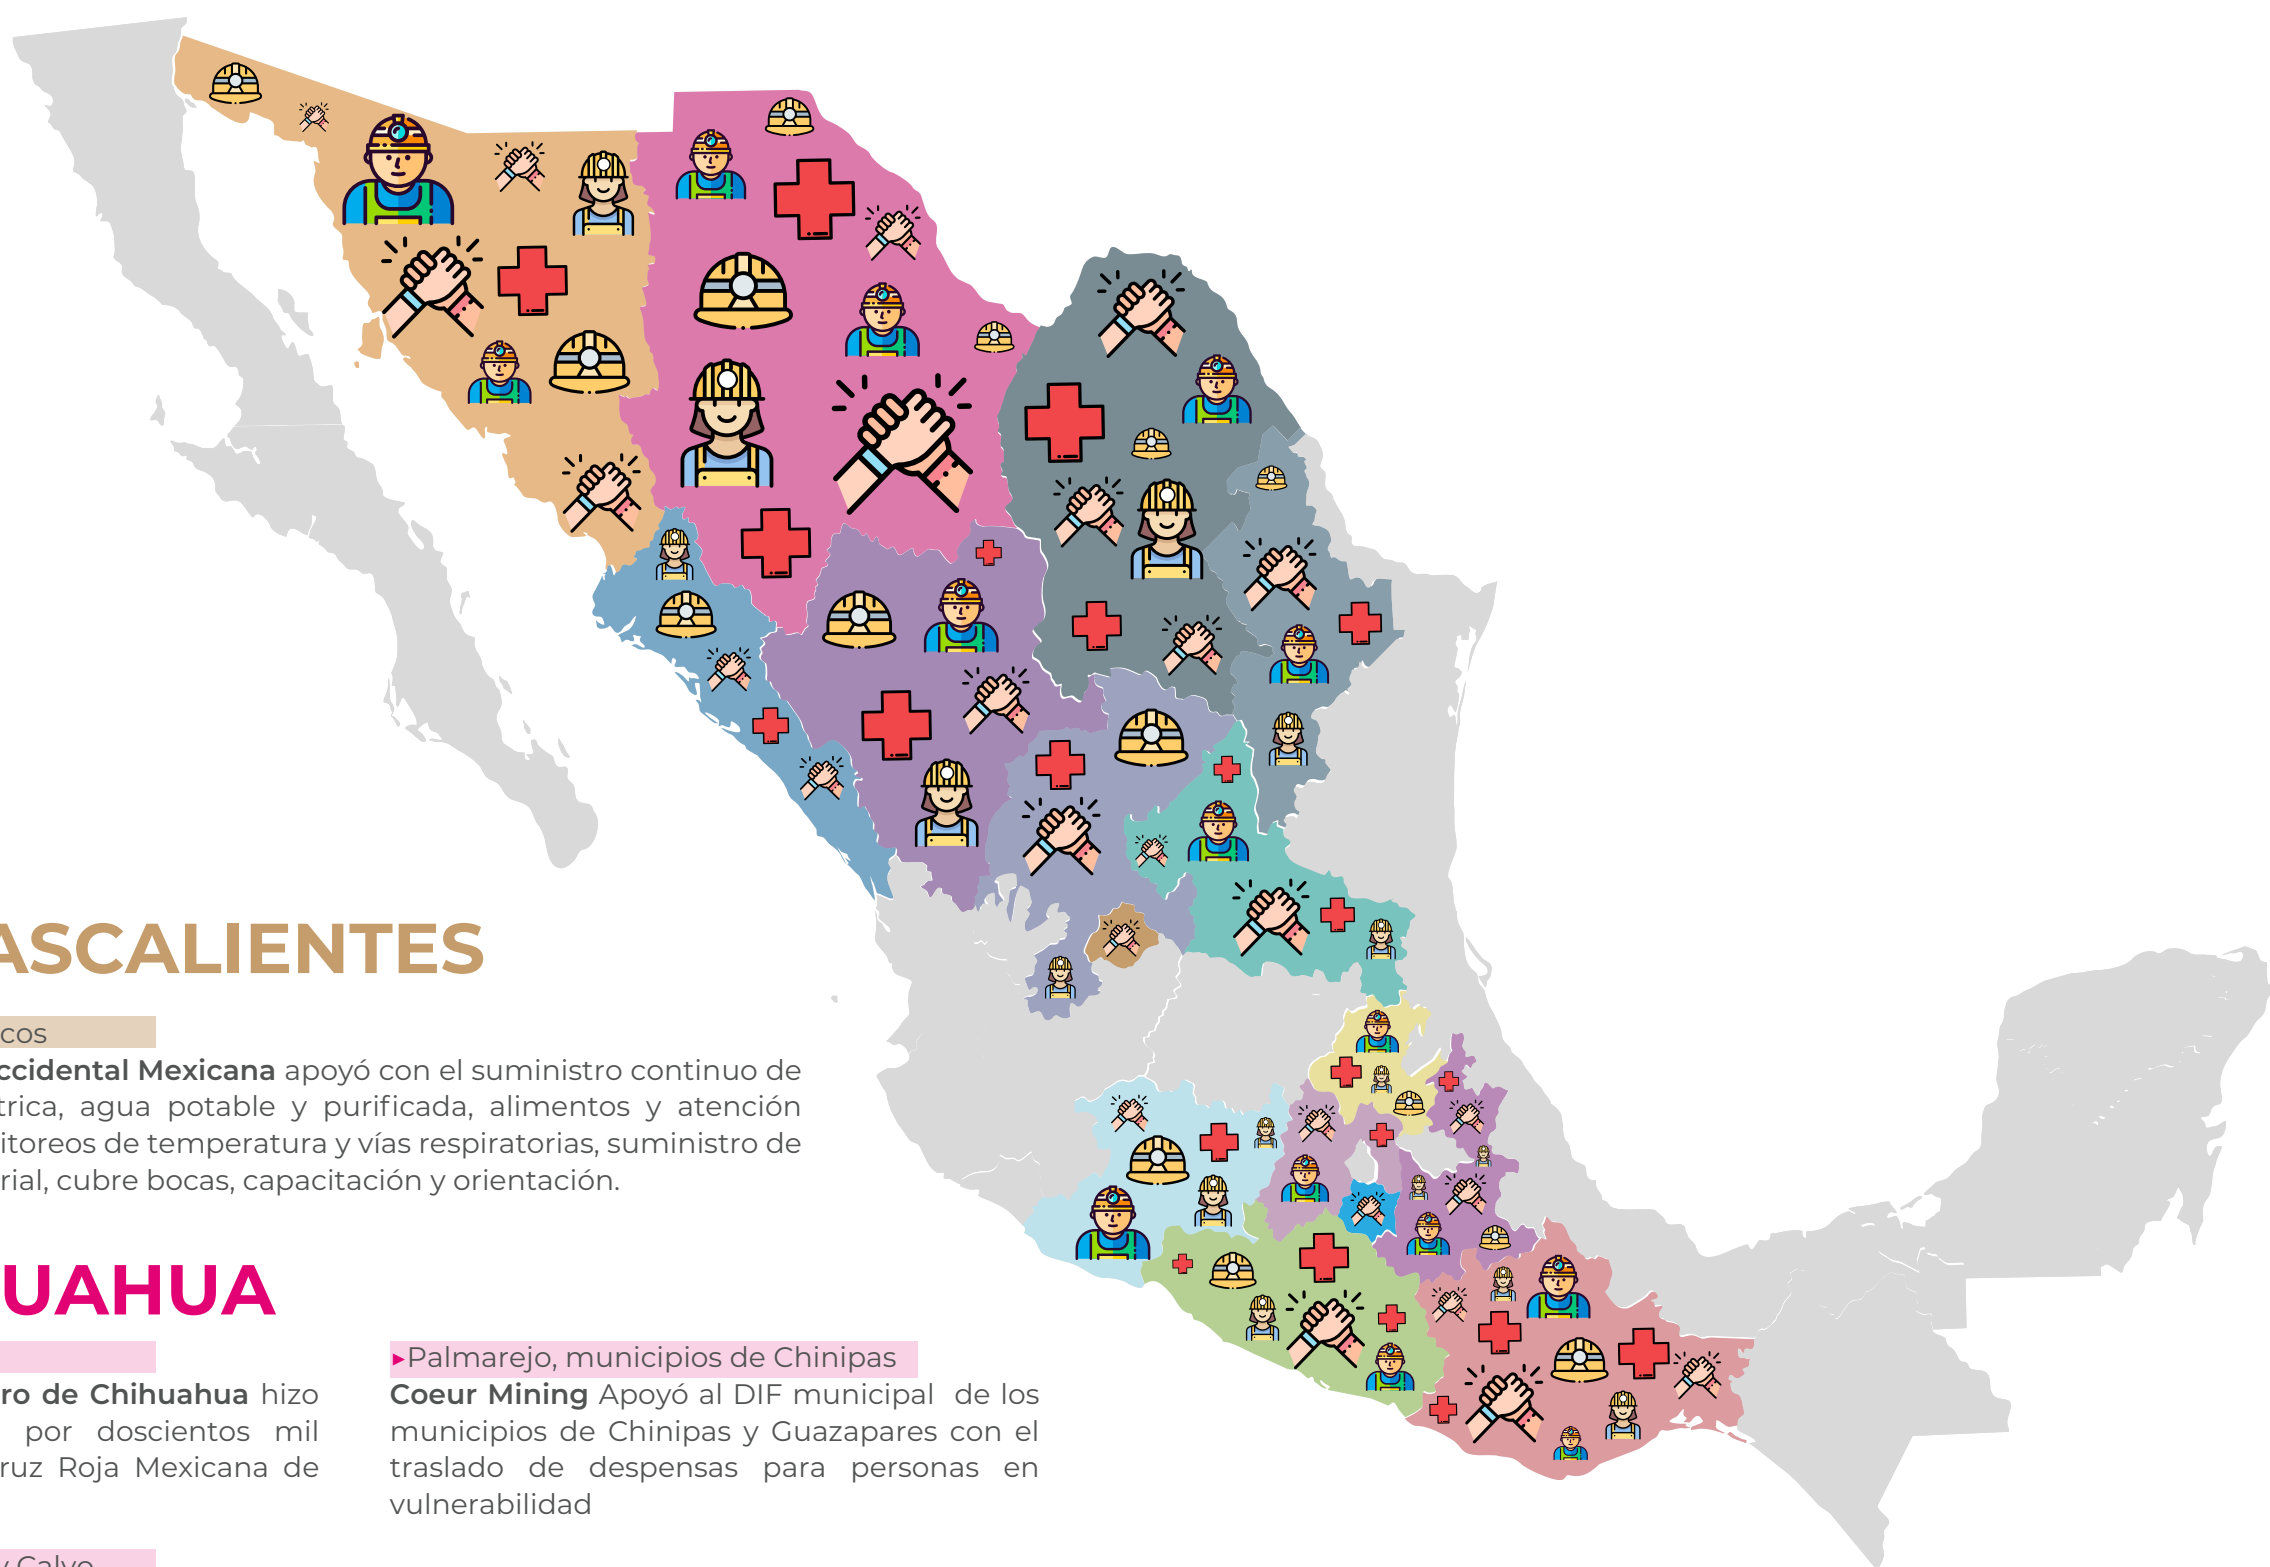 ASCALIENTES
cos
ccidental Mexicana apoyó con el suministro continuo de
trica, agua potable y purificada, alimentos y atención
itoreos de temperatura y vías respiratorias, suministro de
rial, cubre bocas, capacitación y orientación.
UAHUA
ro de Chihuahua hizo
por doscientos mil
ruz Roja Mexicana de
y Calvo
▸Palmarejo, municipios de Chinipas
Coeur Mining Apoyó al DIF municipal de los
municipios de Chinipas y Guazapares con el
traslado de despensas para personas en
vulnerabilidad